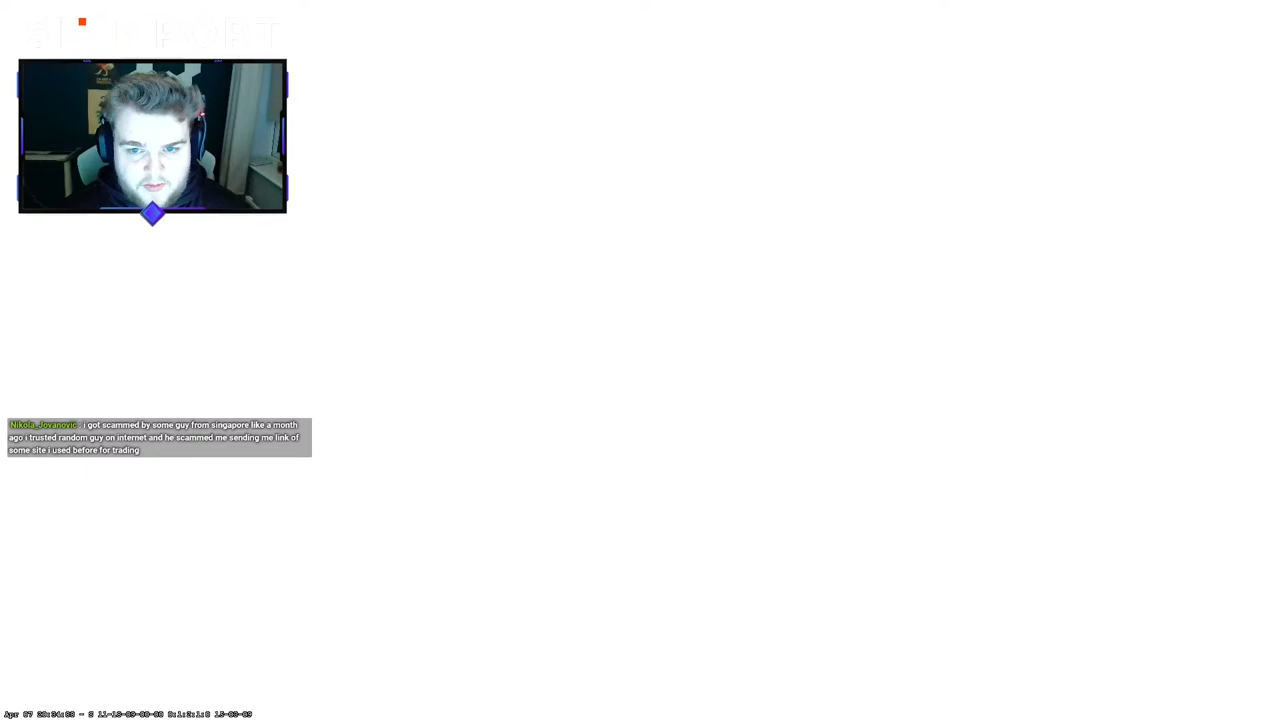 Nikola_Jovanovic : i got scammed by some guy from singapore like a month
ago i trusted random guy on internet and he scammed me sending me link of
some site i used before for trading